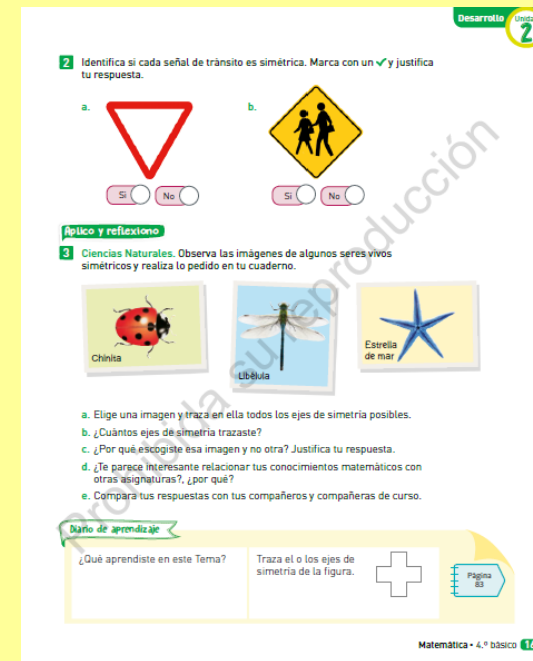 Desarrollo
Unida
2
2 Identifica si cada señal de tránsito es simétrica. Marca con un ✓ y justifica
tu respuesta.
a.
b.
Sí
No
Sí
No
Aplico y reflexiono
3 Ciencias Naturales. Observa las imágenes de algunos seres vivos
simétricos y realiza lo pedido en tu cuaderno.
Chinita
Libélula
Estrella
de mar
a. Elige una imagen y traza en ella todos los ejes de simetría posibles.
b. ¿Cuántos ejes de simetría trazaste?
c. ¿Por qué escogiste esa imagen y no otra? Justifica tu respuesta.
d. ¿Te parece interesante relacionar tus conocimientos matemáticos con
otras asignaturas?, ¿por qué?
e. Compara tus respuestas con tus compañeros y compañeras de curso.
Diario de aprendizaje
¿Qué aprendiste en este Tema?
Traza el o los ejes de
simetría de la figura.
Página
83
Matemática • 4.º básico
Prohibida su reproducción